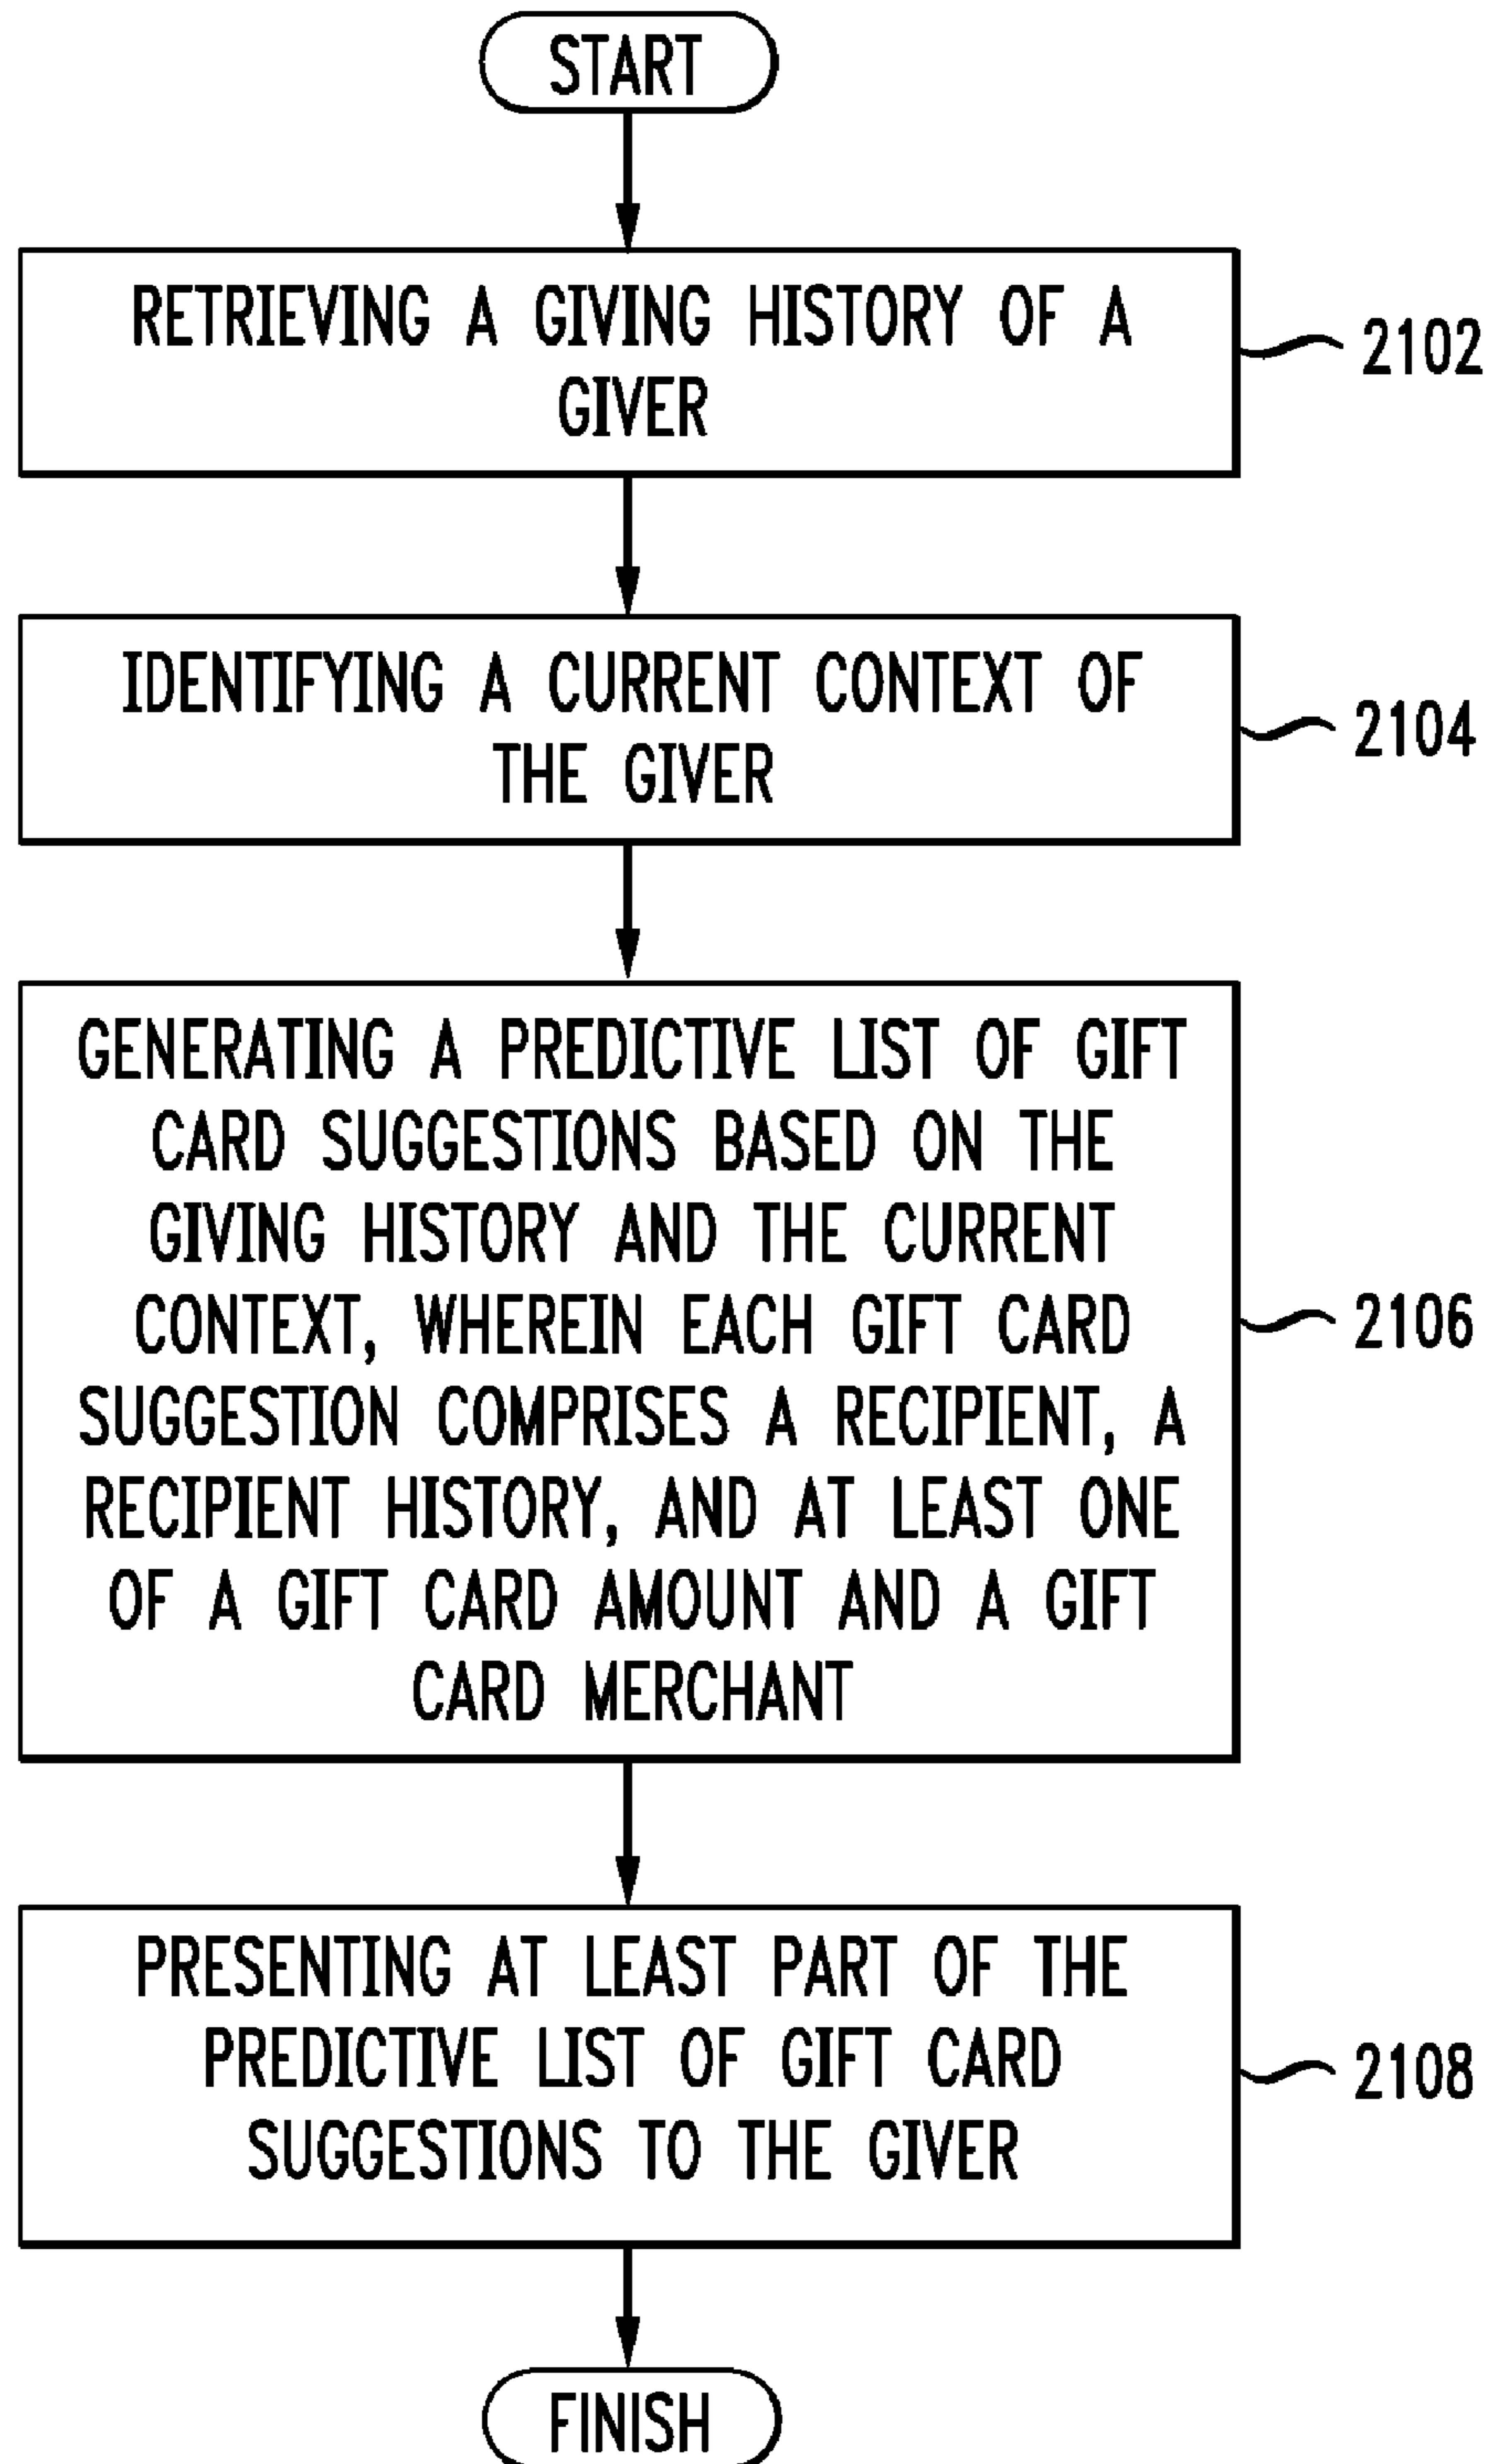 START
RETRIEVING A GIVING HISTORY OF A
GIVER
2102
IDENTIFYING A CURRENT CONTEXT OF
THE GIVER
2104
GENERATING A PREDICTIVE LIST OF GIFT
CARD SUGGESTIONS BASED ON THE
GIVING HISTORY AND THE CURRENT
CONTEXT, WHEREIN EACH GIFT CARD
SUGGESTION COMPRISES A RECIPIENT, A
RECIPIENT HISTORY, AND AT LEAST ONE
OF A GIFT CARD AMOUNT AND A GIFT
CARD MERCHANT
2106
PRESENTING AT LEAST PART OF THE
PREDICTIVE LIST OF GIFT CARD
SUGGESTIONS TO THE GIVER
2108
FINISH